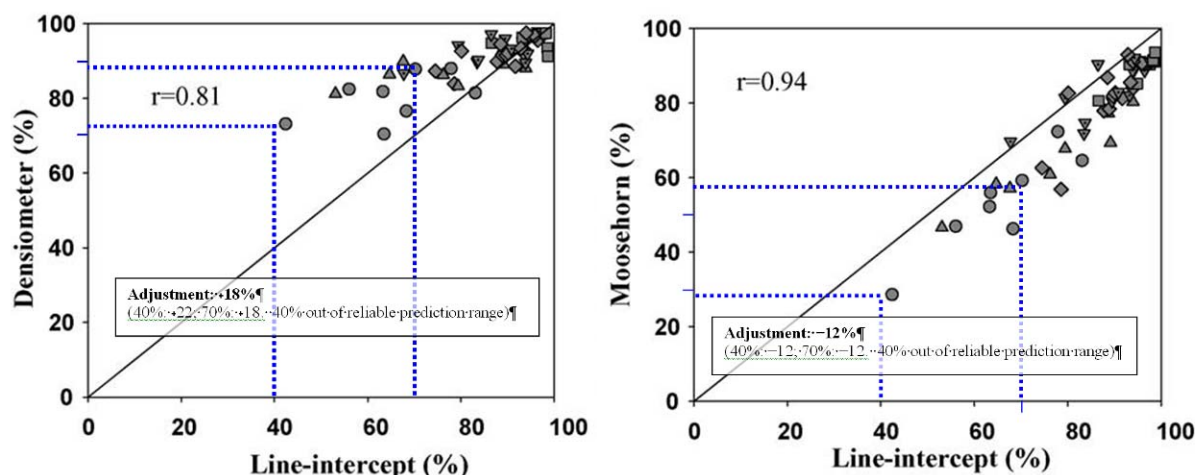 100
80
60
40
20
0
Densiometer (%)
r=0.81
Adjustment:·+18%¶
(40%:·+22;·70%:·+18.··40%·out·of·reliable·prediction·range)¶
0 20 40 60 80 100
Line-intercept (%)
100
80
60
40
20
0
Moosehorn (%)
r=0.94
Adjustment:·−12%¶
(40%:·−12;·70%:·−12.··40%·out·of·reliable·prediction·range)¶
0 20 40 60 80 100
Line-intercept (%)